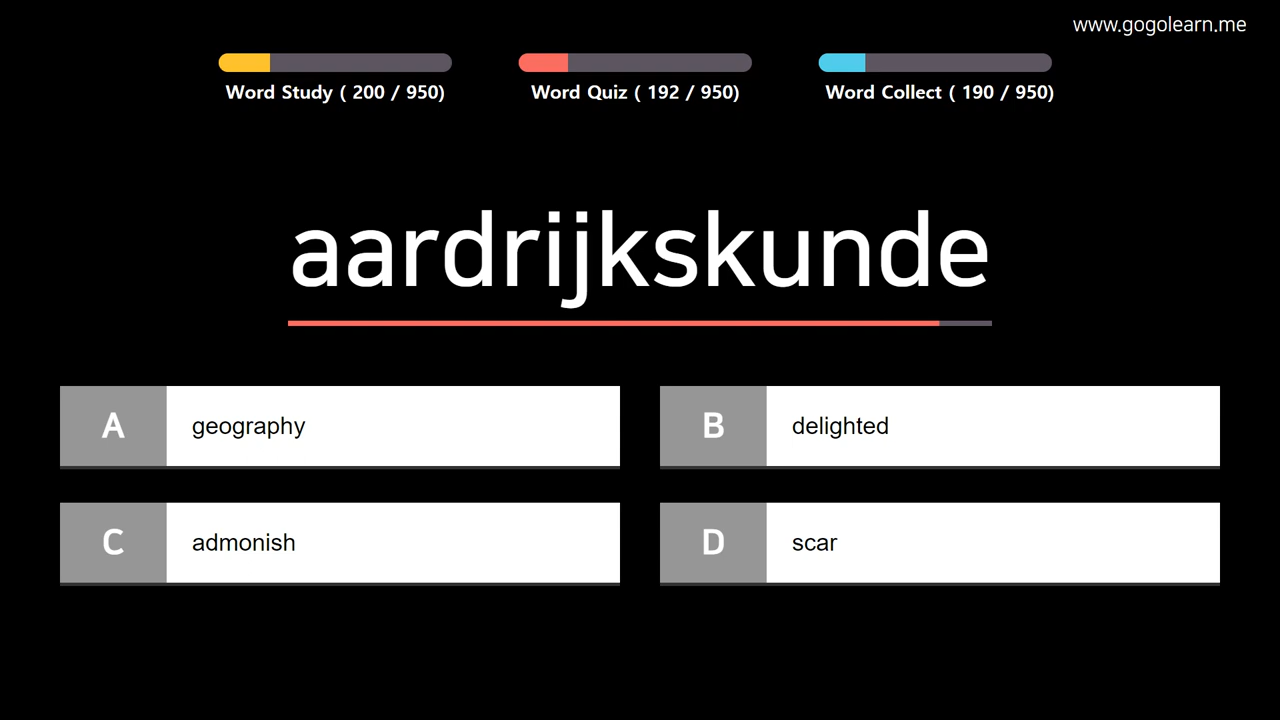 www.gogolearn.me
Word Study ( 200 / 950)
Word Quiz ( 192 / 950)
Word Collect ( 190 / 950)
aardrijkskunde
A geography
B delighted
C admonish
D scar